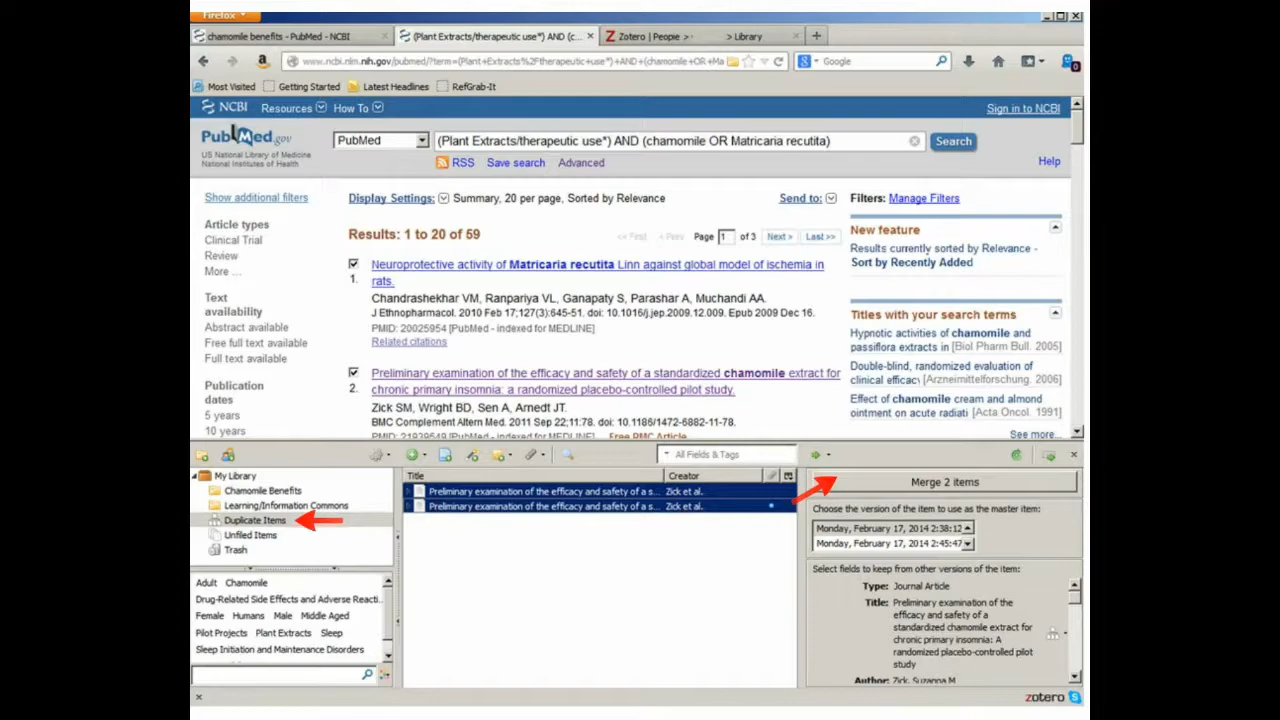 Firefox
chamomile benefits - PubMed - NCBI
(Plant Extracts/therapeutic use*) AND (c...
Zotero | People >
> Library
www.ncbi.nlm.nih.gov/pubmed/?term=(Plant+Extracts%2Ftherapeutic+use*)+AND+(chamomile+OR+Ma
Google
Most Visited
Getting Started
Latest Headlines
RefGrab-It
NCBI
Resources
How To
Sign in to NCBI
PubMed.gov
US National Library of Medicine
National Institutes of Health
PubMed
(Plant Extracts/therapeutic use*) AND (chamomile OR Matricaria recutita)
Search
RSS
Save search
Advanced
Help
Show additional filters
Article types
Clinical Trial
Review
More ...
Text
availability
Abstract available
Free full text available
Full text available
Publication
dates
5 years
10 years
Display Settings:
Summary, 20 per page, Sorted by Relevance
Send to:
Results: 1 to 20 of 59
<< First
< Prev
Page
1
of 3
Next >
Last >>
Neuroprotective activity of Matricaria recutita Linn against global model of ischemia in
1.
rats.
Chandrashekhar VM, Ranpariya VL, Ganapaty S, Parashar A, Muchandi AA.
J Ethnopharmacol. 2010 Feb 17;127(3):645-51. doi: 10.1016/j.jep.2009.12.009. Epub 2009 Dec 16.
PMID: 20025954 [PubMed - indexed for MEDLINE]
Related citations
Preliminary examination of the efficacy and safety of a standardized chamomile extract for
2.
chronic primary insomnia: a randomized placebo-controlled pilot study.
Zick SM, Wright BD, Sen A, Arnedt JT.
BMC Complement Altern Med. 2011 Sep 22;11:78. doi: 10.1186/1472-6882-11-78.
PMID: 21939549 [PubMed - indexed for MEDLINE]
Free PMC Article
Filters: Manage Filters
New feature
Results currently sorted by Relevance -
Sort by Recently Added
Titles with your search terms
Hypnotic activities of chamomile and
passiflora extracts in [Biol Pharm Bull. 2005]
Double-blind, randomized evaluation of
clinical efficacy [Arzneimittelforschung. 2006]
Effect of chamomile cream and almond
ointment on acute radiati [Acta Oncol. 1991]
See more...
All Fields & Tags
My Library
Chamomile Benefits
Learning/Information Commons
Duplicate Items
Unfiled Items
Trash
Adult Chamomile
Drug-Related Side Effects and Adverse Reacti..
Female Humans Male Middle Aged
Pilot Projects Plant Extracts Sleep
Sleep Initiation and Maintenance Disorders
Title
Creator
Preliminary examination of the efficacy and safety of a s... Zick et al.
Preliminary examination of the efficacy and safety of a s... Zick et al.
Merge 2 items
Choose the version of the item to use as the master item:
Monday, February 17, 2014 2:38:12
Monday, February 17, 2014 2:45:47
Select fields to keep from other versions of the item:
Type: Journal Article
Title: Preliminary examination of the
efficacy and safety of a
standardized chamomile extract for
chronic primary insomnia: A
randomized placebo-controlled pilot
study
Author: Zick, Suzanna M
zotero